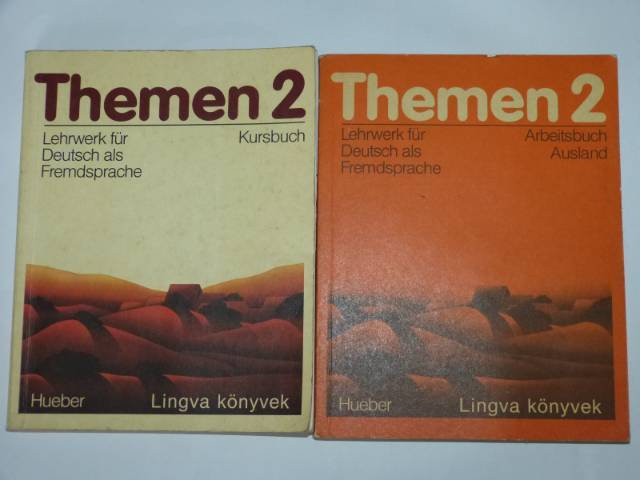 Themen 2
Lehrwerk für
Deutsch als
Fremdsprache
Kursbuch
Hueber
Lingva könyvek
Themen 2
Lehrwerk für
Deutsch als
Fremdsprache
Arbeitsbuch
Ausland
Hueber
Lingva könyvek